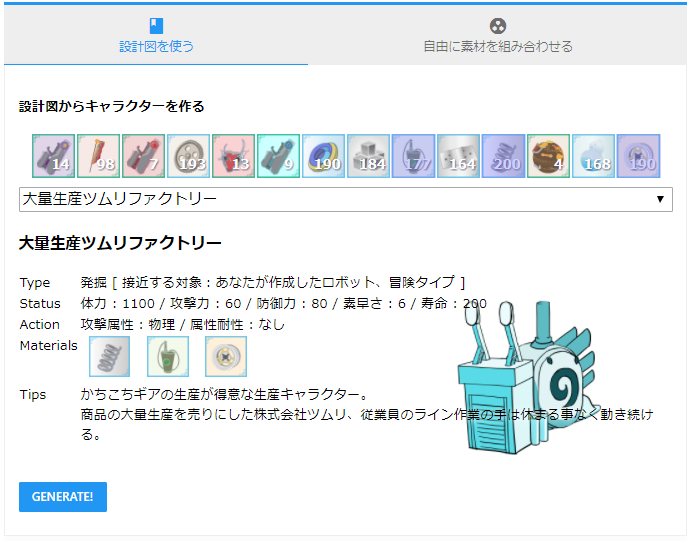 設計図を使う
自由に素材を組み合わせる
設計図からキャラクターを作る
14 98 7 193 13 9 190 184 177 164 200 4 168 190
大量生産ツムリファクトリー
大量生産ツムリファクトリー
Type 発掘 [ 接近する対象 : あなたが作成したロボット、冒険タイプ ]
Status 体力 : 1100 / 攻撃力 : 60 / 防御力 : 80 / 素早さ : 6 / 寿命 : 200
Action 攻撃属性 : 物理 / 属性耐性 : なし
Materials
Tips かちこちギアの生産が得意な生産キャラクター。
商品の大量生産を売りにした株式会社ツムリ、従業員のライン作業の手は休まる事なく動き続け
る。
GENERATE!